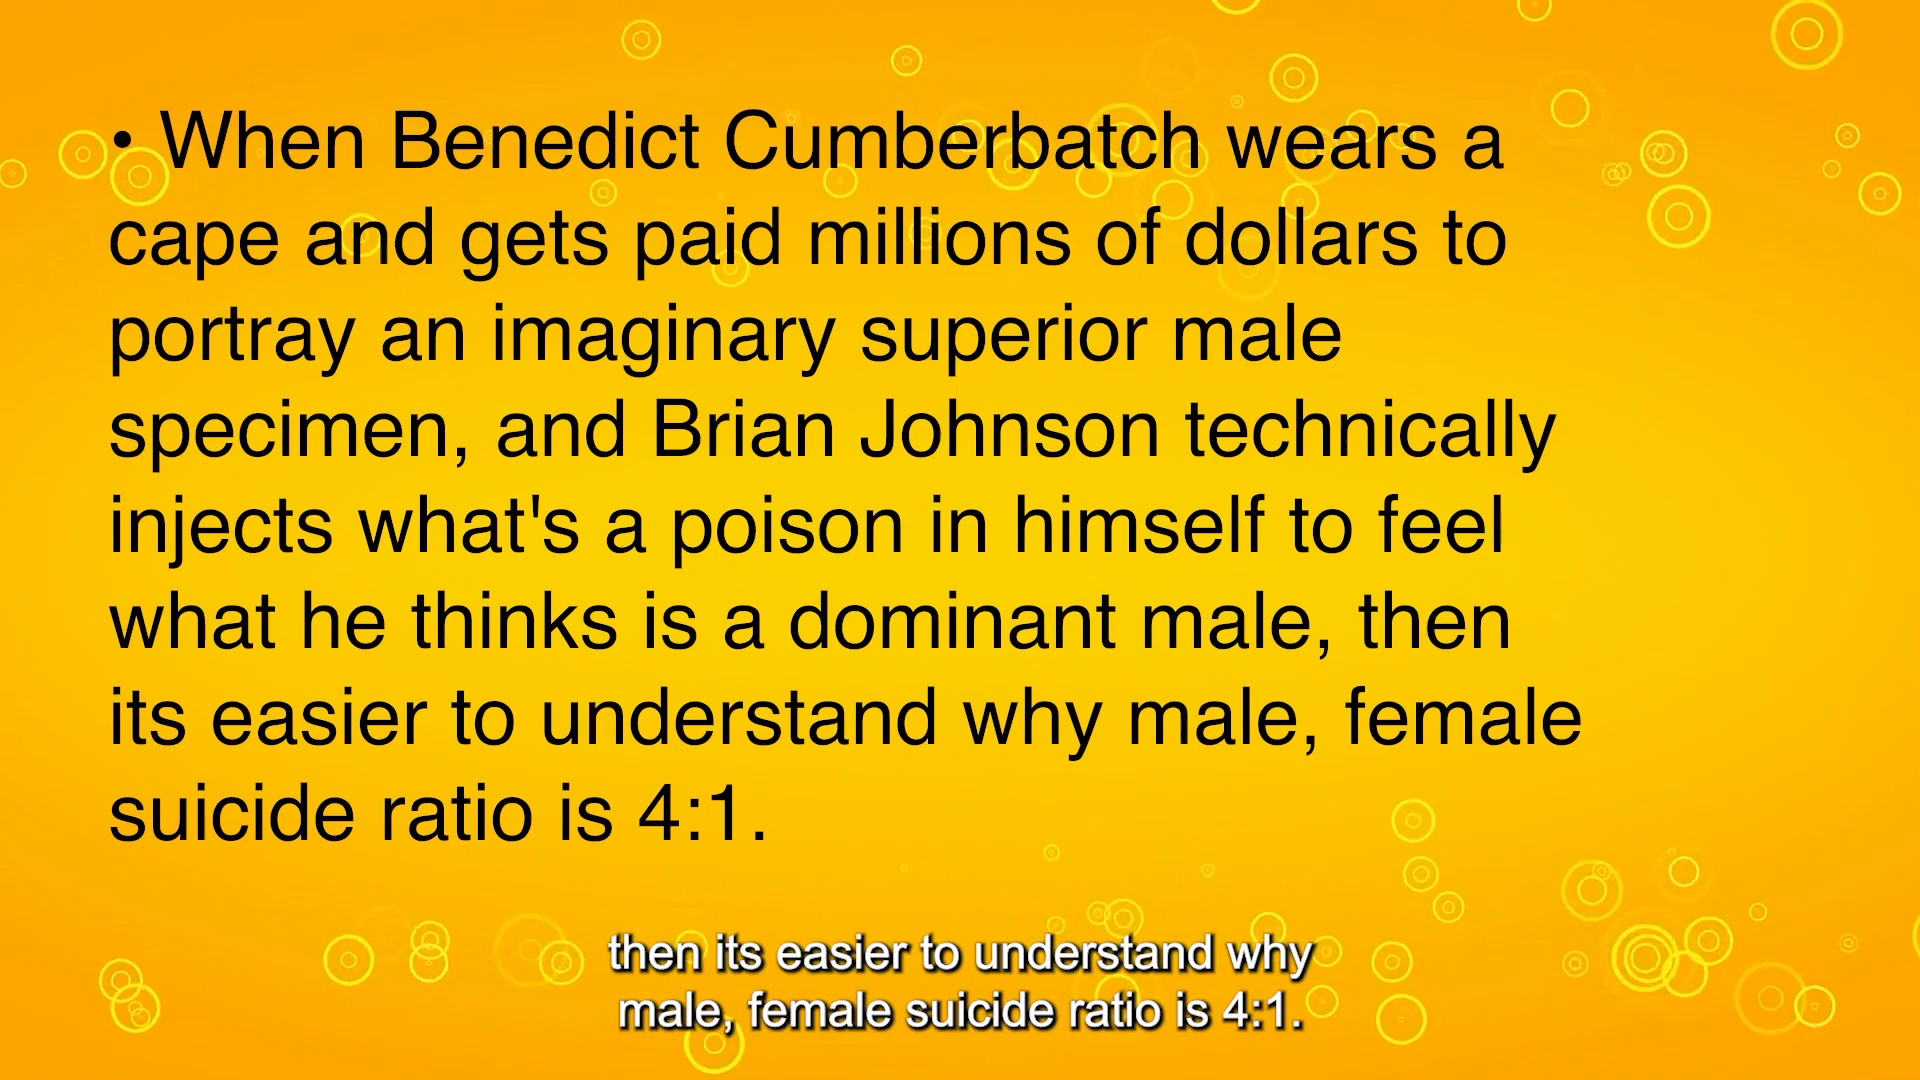 • When Benedict Cumberbatch wears a
cape and gets paid millions of dollars to
portray an imaginary superior male
specimen, and Brian Johnson technically
injects what's a poison in himself to feel
what he thinks is a dominant male, then
its easier to understand why male, female
suicide ratio is 4:1.
then its easier to understand why
male, female suicide ratio is 4:1.